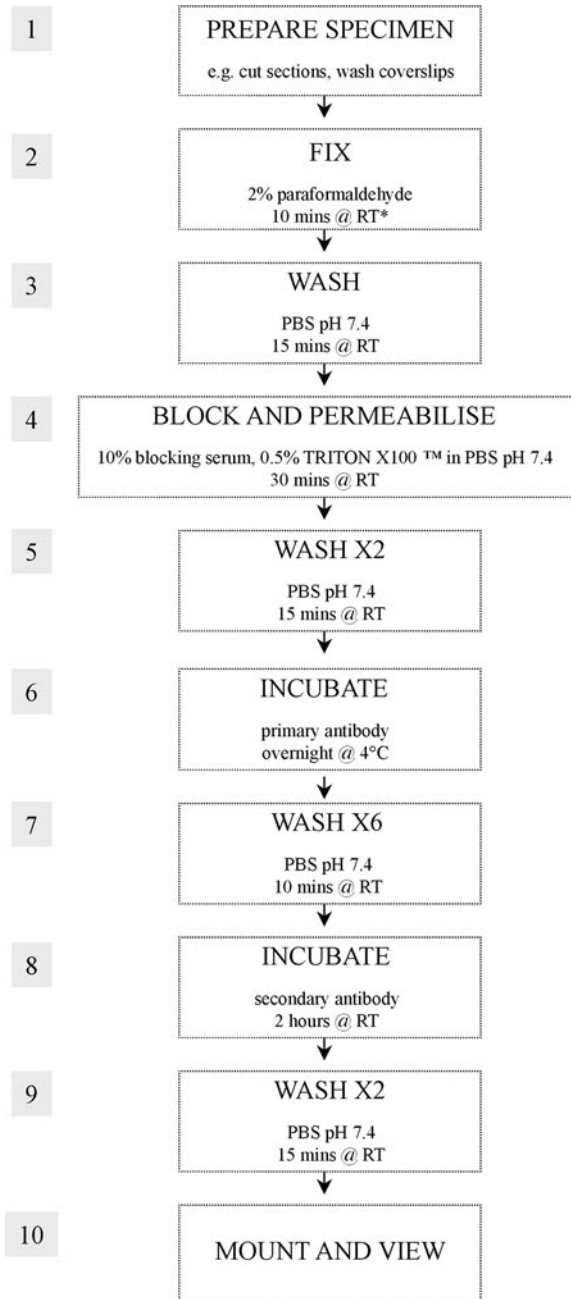 1
PREPARE SPECIMEN
e.g. cut sections, wash coverslips
2
FIX
2% paraformaldehyde
10 mins @ RT*
3
WASH
PBS pH 7.4
15 mins @ RT
4
BLOCK AND PERMEABILISE
10% blocking serum, 0.5% TRITON X100 ™ in PBS pH 7.4
30 mins @ RT
5
WASH X2
PBS pH 7.4
15 mins @ RT
6
INCUBATE
primary antibody
overnight @ 4°C
7
WASH X6
PBS pH 7.4
10 mins @ RT
8
INCUBATE
secondary antibody
2 hours @ RT
9
WASH X2
PBS pH 7.4
15 mins @ RT
10
MOUNT AND VIEW